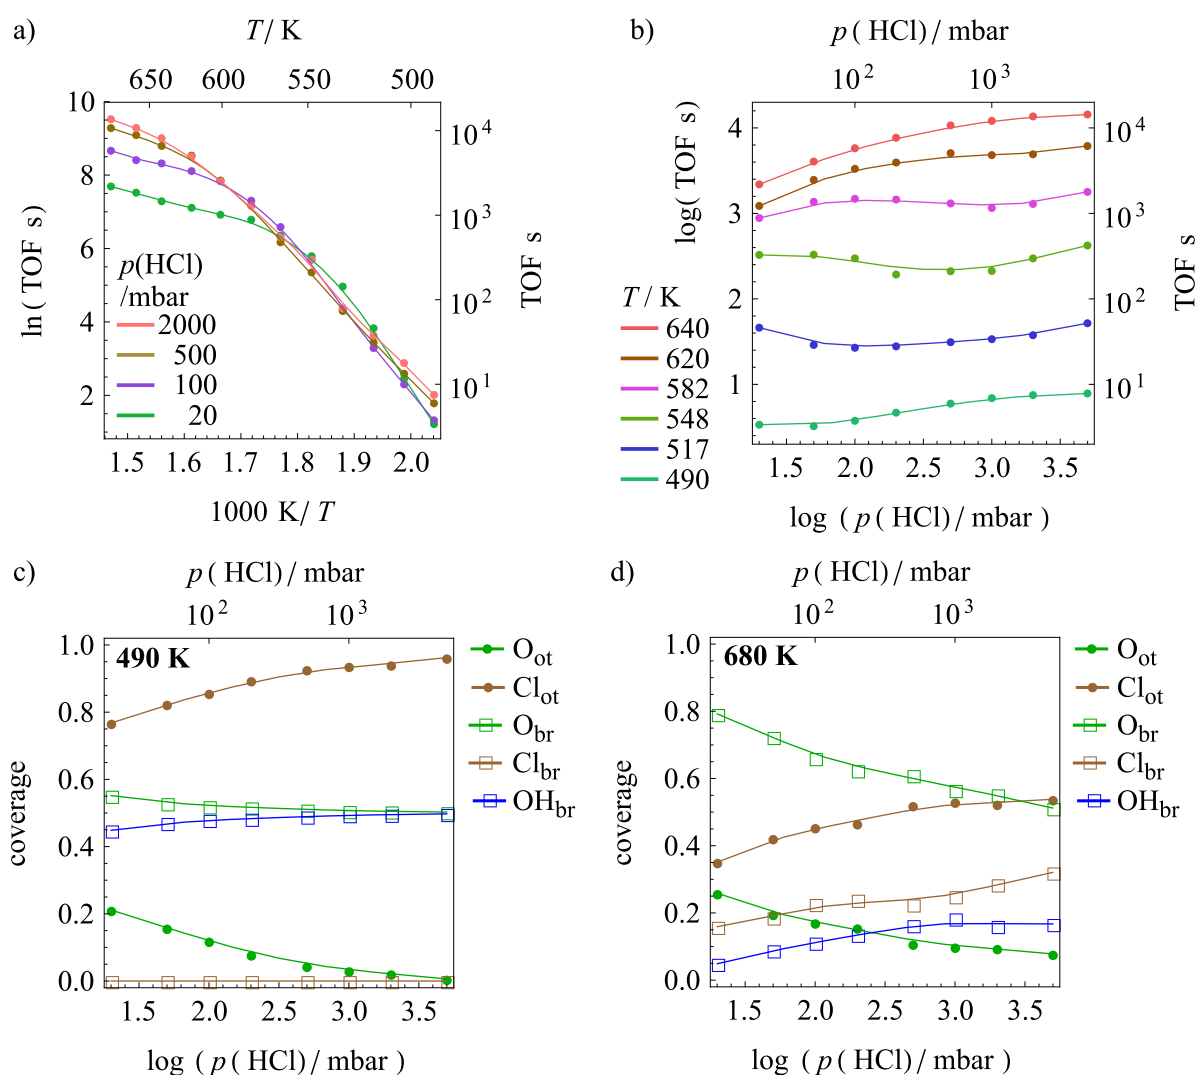 a)
T/ K
650 600 550 500
10
8
6
4
2
ln ( TOF s)
10^4
10^3
10^2
10^1
TOF s
p(HCl)
/mbar
2000
500
100
20
1.5 1.6 1.7 1.8 1.9 2.0
1000 K/ T
b)
p ( HCl) / mbar
10^2 10^3
4
3
2
1
log( TOF s)
10^4
10^3
10^2
10^1
TOF s
T / K
640
620
582
548
517
490
1.5 2.0 2.5 3.0 3.5
log ( p ( HCl) / mbar )
c)
p ( HCl) / mbar
10^2 10^3
490 K
1.0
0.8
0.6
0.4
0.2
0.0
coverage
O_ot
Cl_ot
O_br
Cl_br
OH_br
1.5 2.0 2.5 3.0 3.5
log ( p ( HCl) / mbar )
d)
p ( HCl) / mbar
10^2 10^3
680 K
1.0
0.8
0.6
0.4
0.2
0.0
coverage
O_ot
Cl_ot
O_br
Cl_br
OH_br
1.5 2.0 2.5 3.0 3.5
log ( p ( HCl) / mbar )